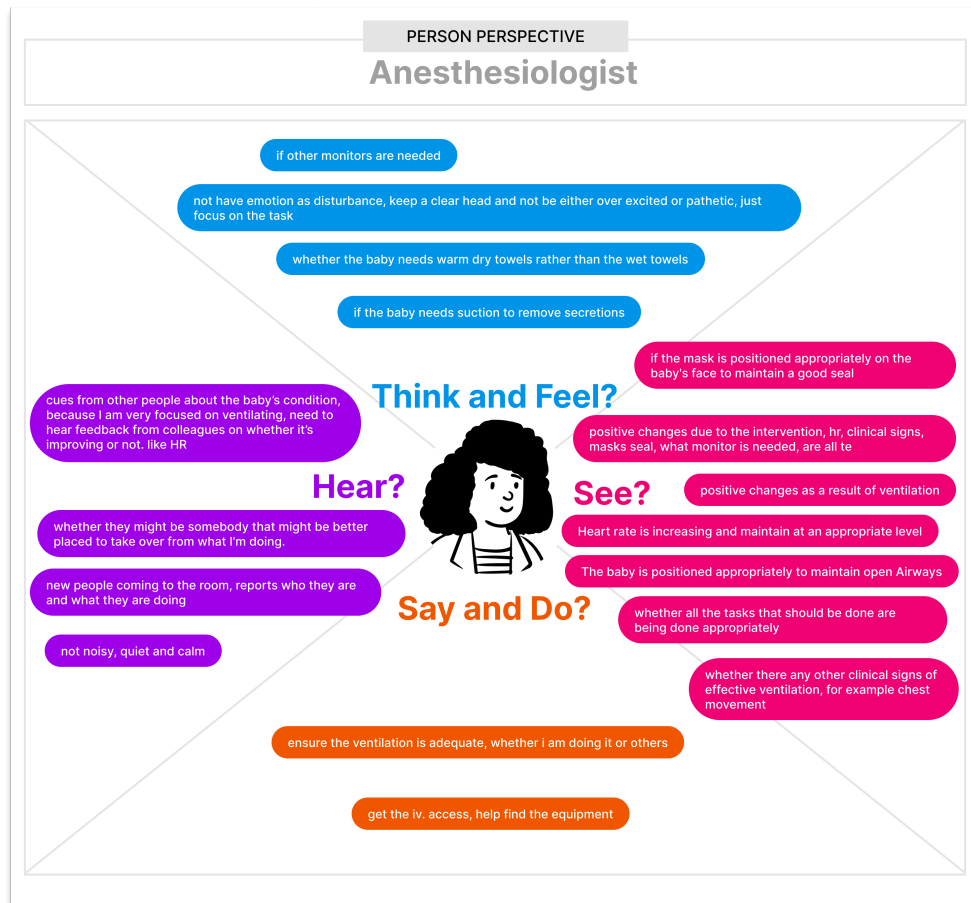 PERSON PERSPECTIVE
Anesthesiologist
if other monitors are needed
not have emotion as disturbance, keep a clear head and not be either over excited or pathetic, just
focus on the task
whether the baby needs warm dry towels rather than the wet towels
if the baby needs suction to remove secretions
Think and Feel?
cues from other people about the baby’s condition,
because I am very focused on ventilating, need to
hear feedback from colleagues on whether it’s
improving or not. like HR
Hear?
whether they might be somebody that might be better
placed to take over from what I'm doing.
new people coming to the room, reports who they are
and what they are doing
not noisy, quiet and calm
if the mask is positioned appropriately on the
baby's face to maintain a good seal
positive changes due to the intervention, hr, clinical signs,
masks seal, what monitor is needed, are all te
See?
positive changes as a result of ventilation
Heart rate is increasing and maintain at an appropriate level
The baby is positioned appropriately to maintain open Airways
whether all the tasks that should be done are
being done appropriately
whether there any other clinical signs of
effective ventilation, for example chest
movement
Say and Do?
ensure the ventilation is adequate, whether i am doing it or others
get the iv. access, help find the equipment